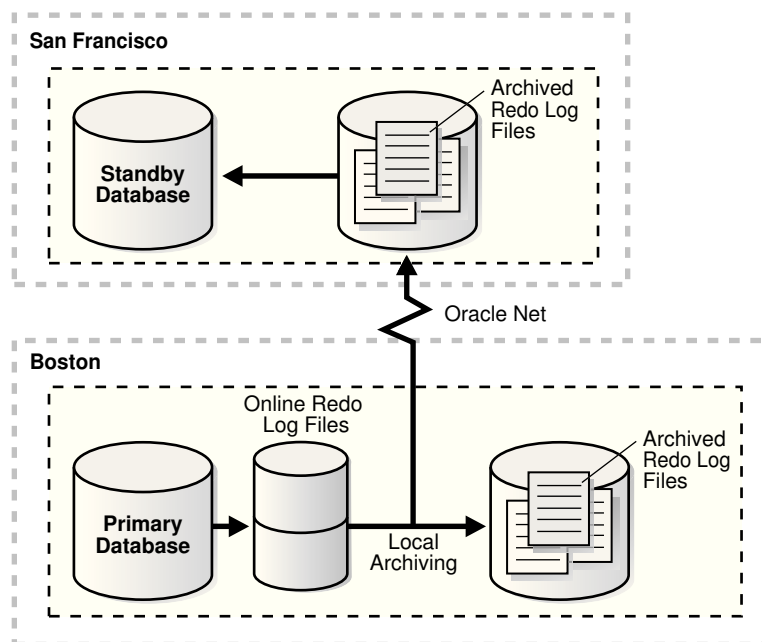 San Francisco
Archived
Redo Log
Files
Standby
Database
Oracle Net
Boston
Online Redo
Log Files
Archived
Redo Log
Files
Primary
Database
Local
Archiving